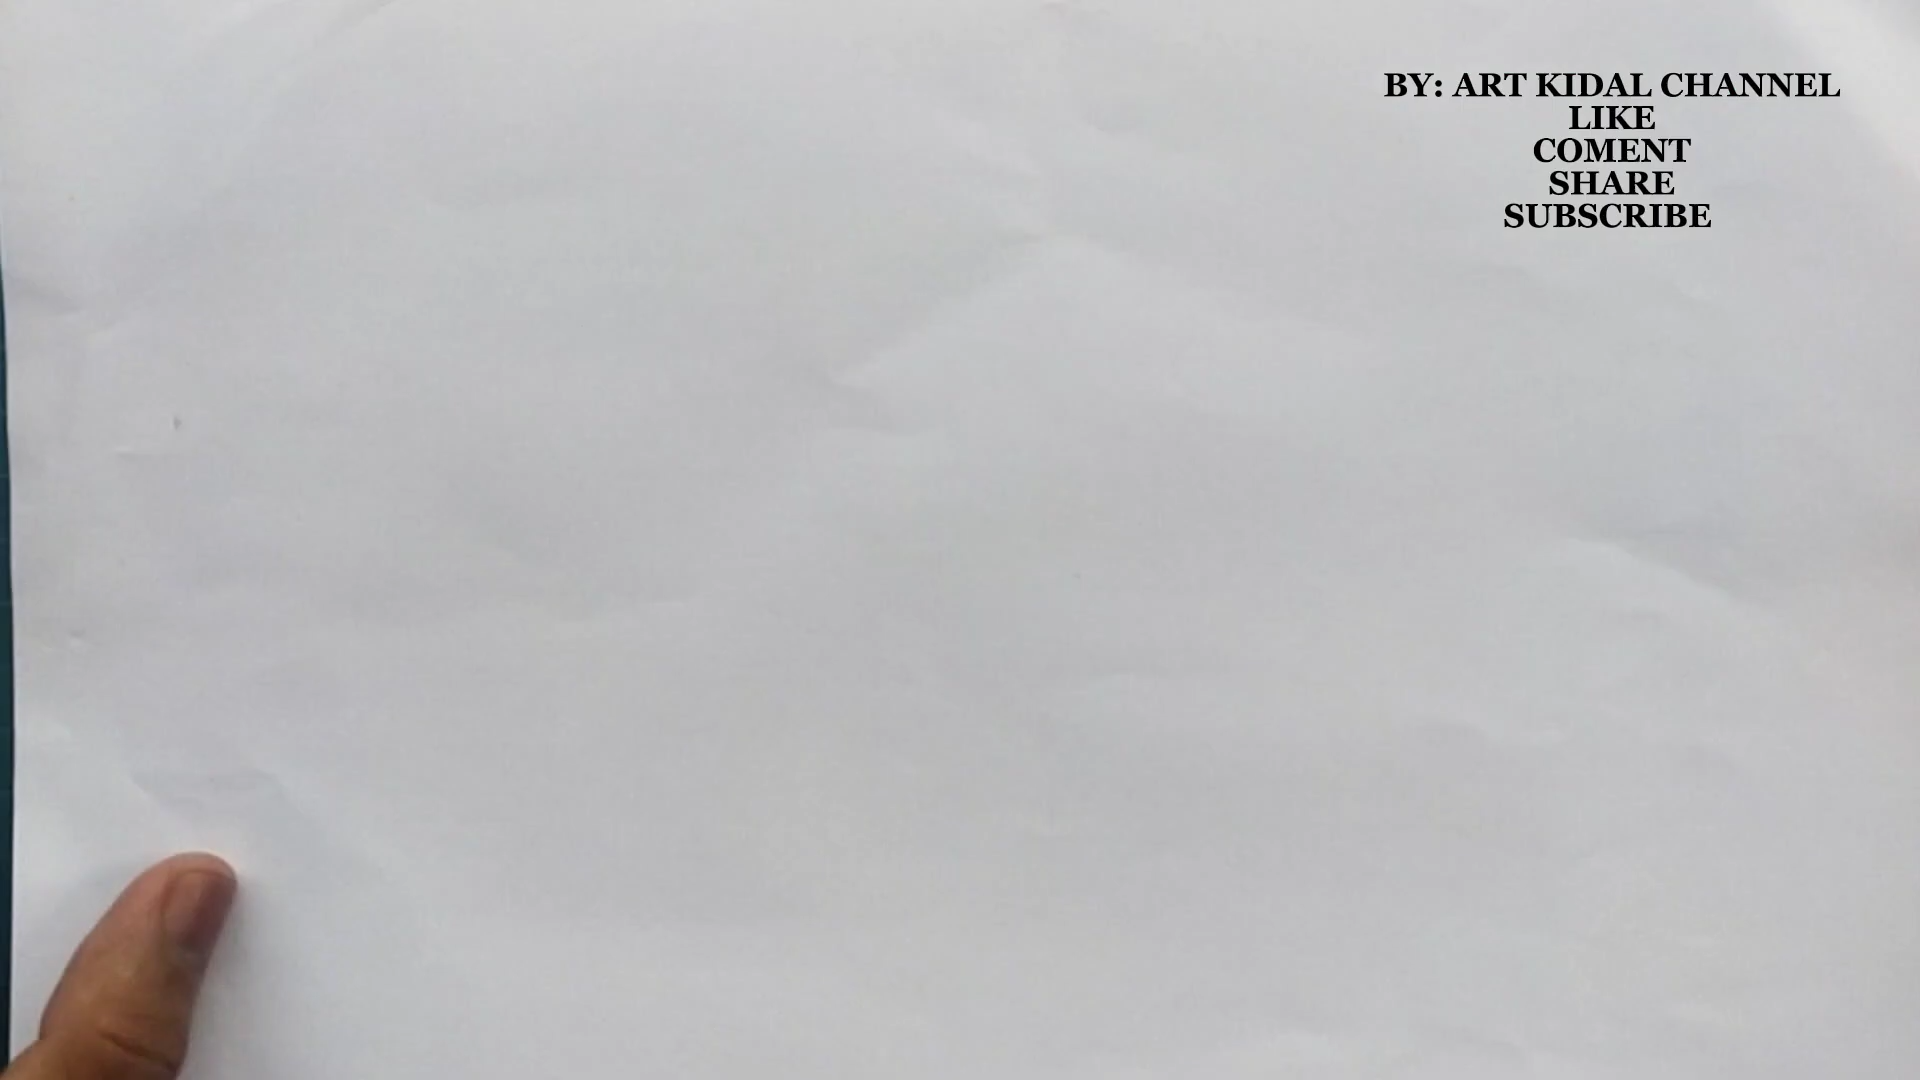 BY: ART KIDAL CHANNEL
LIKE
COMENT
SHARE
SUBSCRIBE